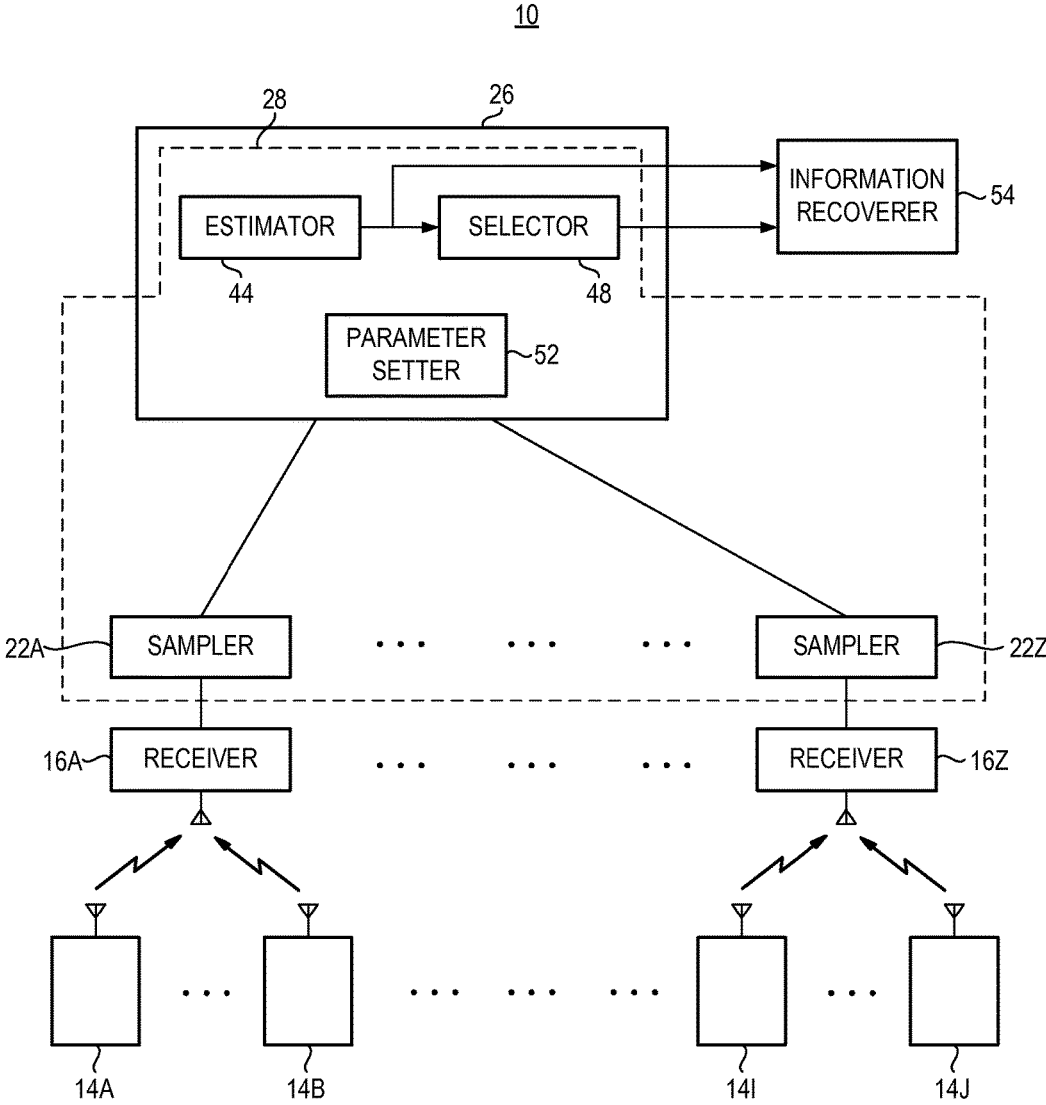 10
28
26
ESTIMATOR
SELECTOR
INFORMATION
RECOVERER
54
44
48
PARAMETER
SETTER
52
22A
SAMPLER
SAMPLER
22Z
16A
RECEIVER
RECEIVER
16Z
14A
14B
14I
14J